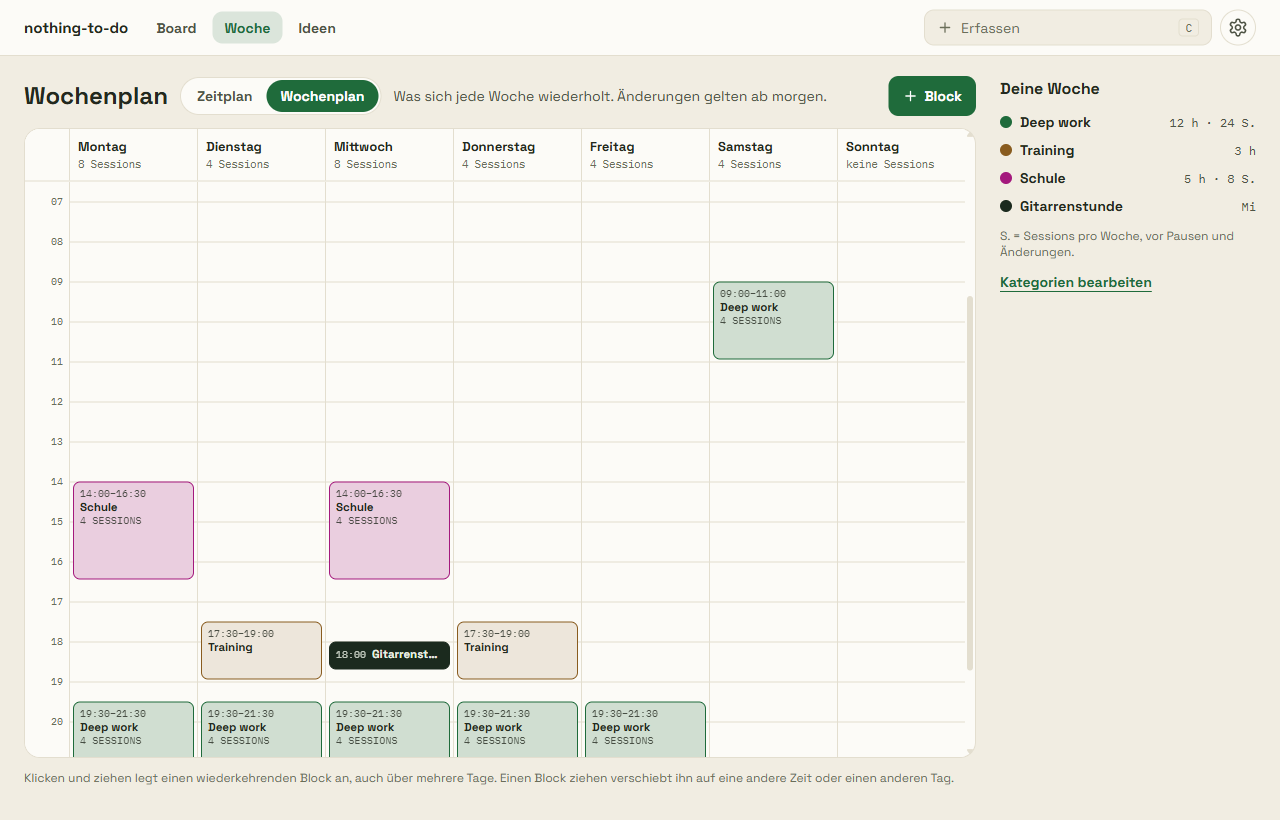 nothing-to-do Board Woche Ideen Erfassen C
Wochenplan Zeitplan Wochenplan Was sich jede Woche wiederholt. Änderungen gelten ab morgen. Block
Montag Dienstag Mittwoch Donnerstag Freitag Samstag Sonntag
8 Sessions 4 Sessions 8 Sessions 4 Sessions 4 Sessions 4 Sessions keine Sessions
07
08
09
09:00–11:00
Deep work
10
4 SESSIONS
11
12
13
14
14:00–16:30 14:00–16:30
Schule Schule
15
4 SESSIONS 4 SESSIONS
16
17
17:30–19:00 17:30–19:00
18
Training Training
18:00 Gitarrenst…
19
19:30–21:30 19:30–21:30 19:30–21:30 19:30–21:30 19:30–21:30
20
Deep work Deep work Deep work Deep work Deep work
4 SESSIONS 4 SESSIONS 4 SESSIONS 4 SESSIONS 4 SESSIONS
Klicken und ziehen legt einen wiederkehrenden Block an, auch über mehrere Tage. Einen Block ziehen verschiebt ihn auf eine andere Zeit oder einen anderen Tag.
Deine Woche
Deep work 12 h · 24 S.
Training 3 h
Schule 5 h · 8 S.
Gitarrenstunde Mi
S. = Sessions pro Woche, vor Pausen und
Änderungen.
Kategorien bearbeiten